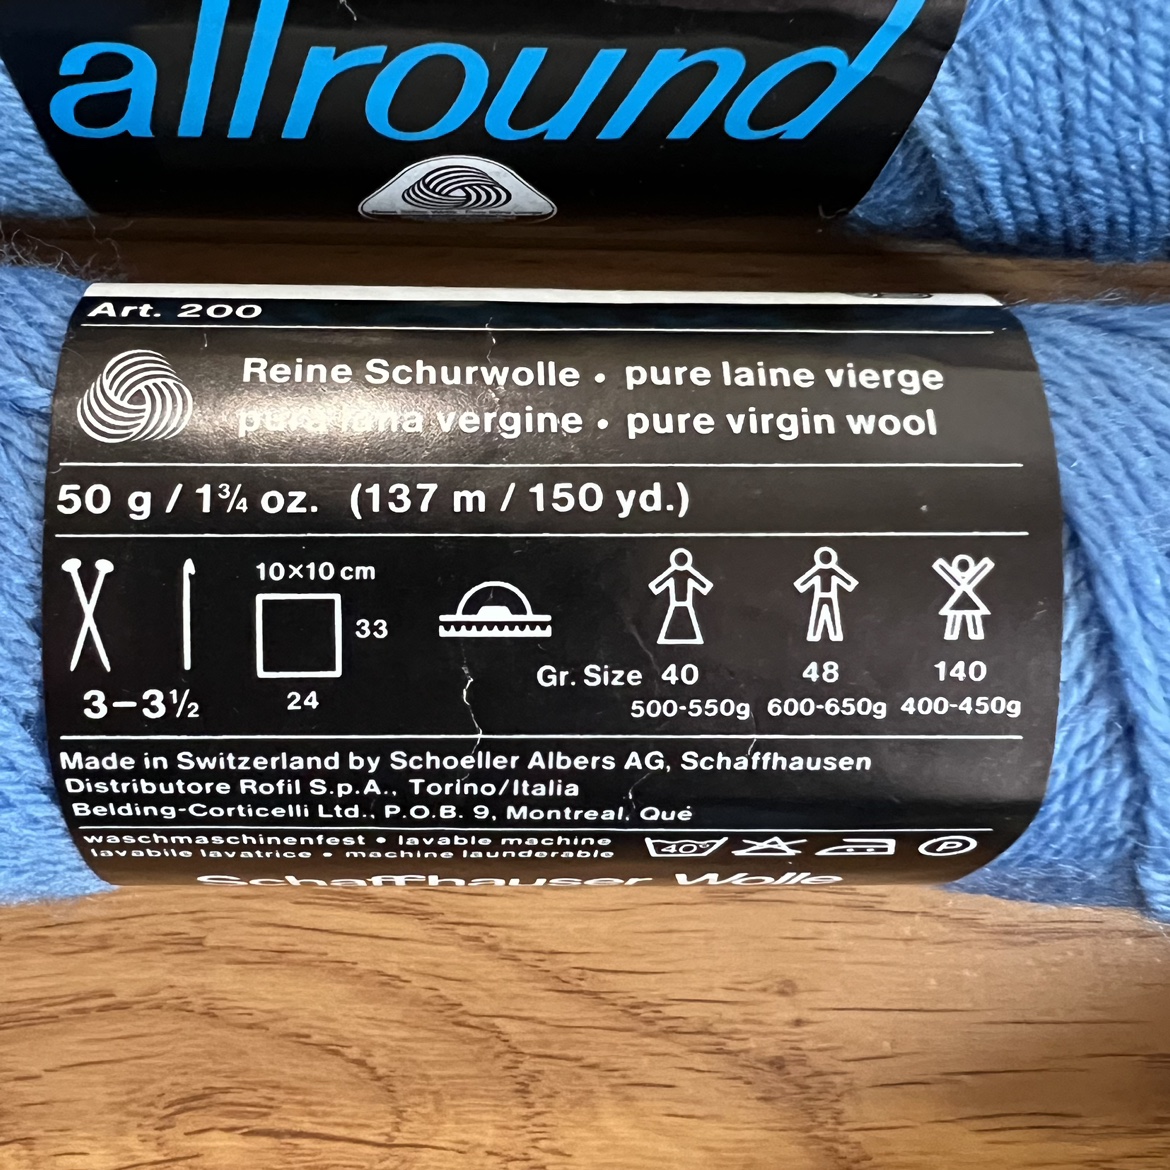 allround
Art. 200
Reine Schurwolle • pure laine vierge
pura lana vergine • pure virgin wool
50 g / 1¾ oz. (137 m / 150 yd.)
10×10 cm
33
24
3–3½
Gr. Size 40 48 140
500-550g 600-650g 400-450g
Made in Switzerland by Schoeller Albers AG, Schaffhausen
Distributore Rofil S.p.A., Torino/Italia
Belding-Corticelli Ltd., P.O.B. 9, Montreal, Qué
waschmaschinenfest • lavable machine
lavabile lavatrice • machine launderable
40° P
Schaffhauser Wolle